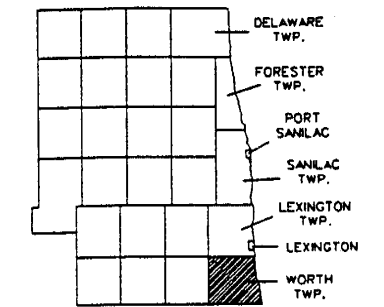 DELAWARE
TWP.
FORESTER
TWP.
PORT
SANILAC
SANILAC
TWP.
LEXINGTON
TWP.
LEXINGTON
WORTH
TWP.